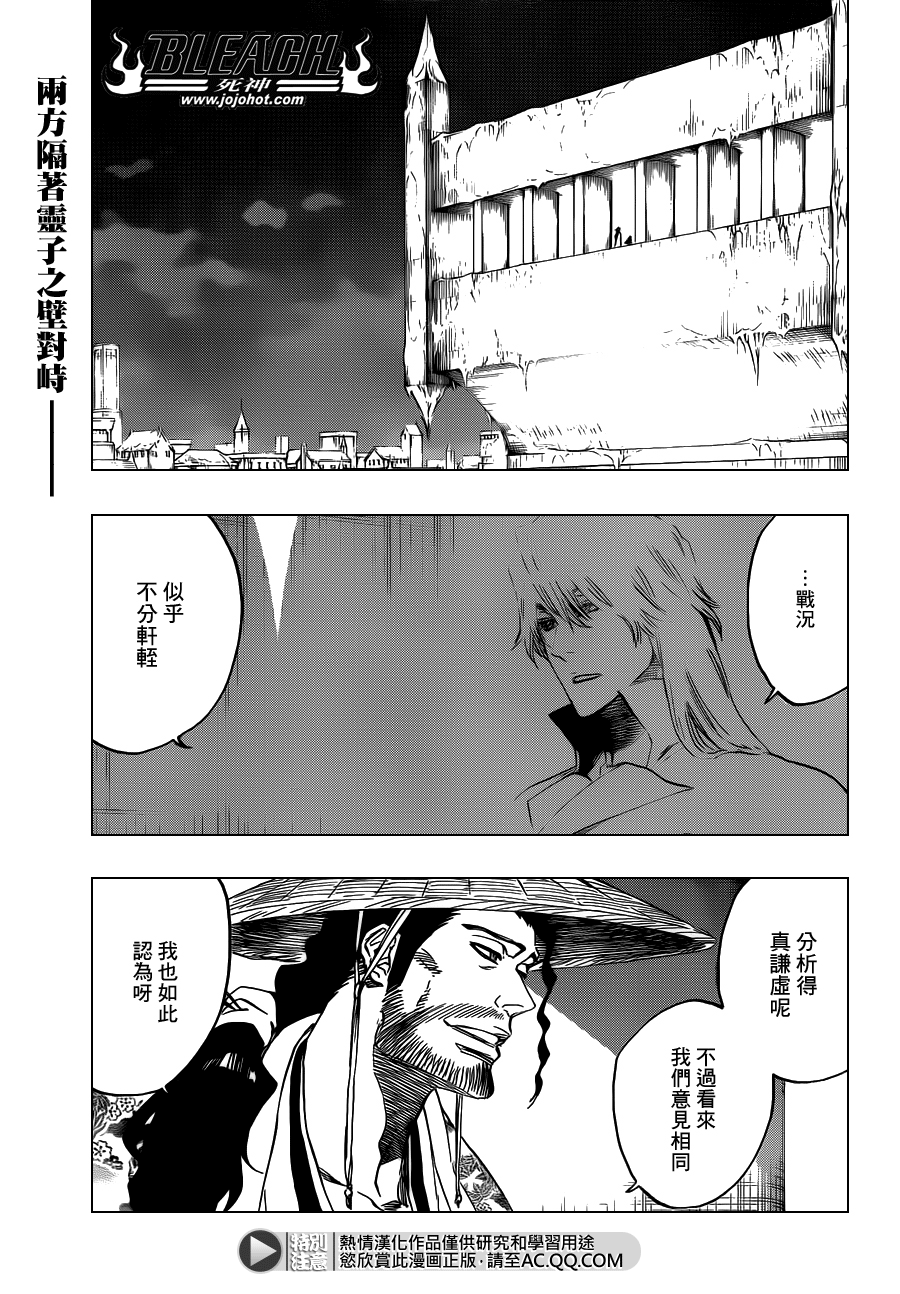 BLEACH
死神
www.jojohot.com
兩方隔著靈子之壁對峙——
…戰況
似乎
不分軒輊
分析得
真謙虛呢
不過看來
我們意見相同
我也如此
認為呀
特別
注意
熱情漢化作品僅供研究和學習用途
慾欣賞此漫画正版,請至AC.QQ.COM